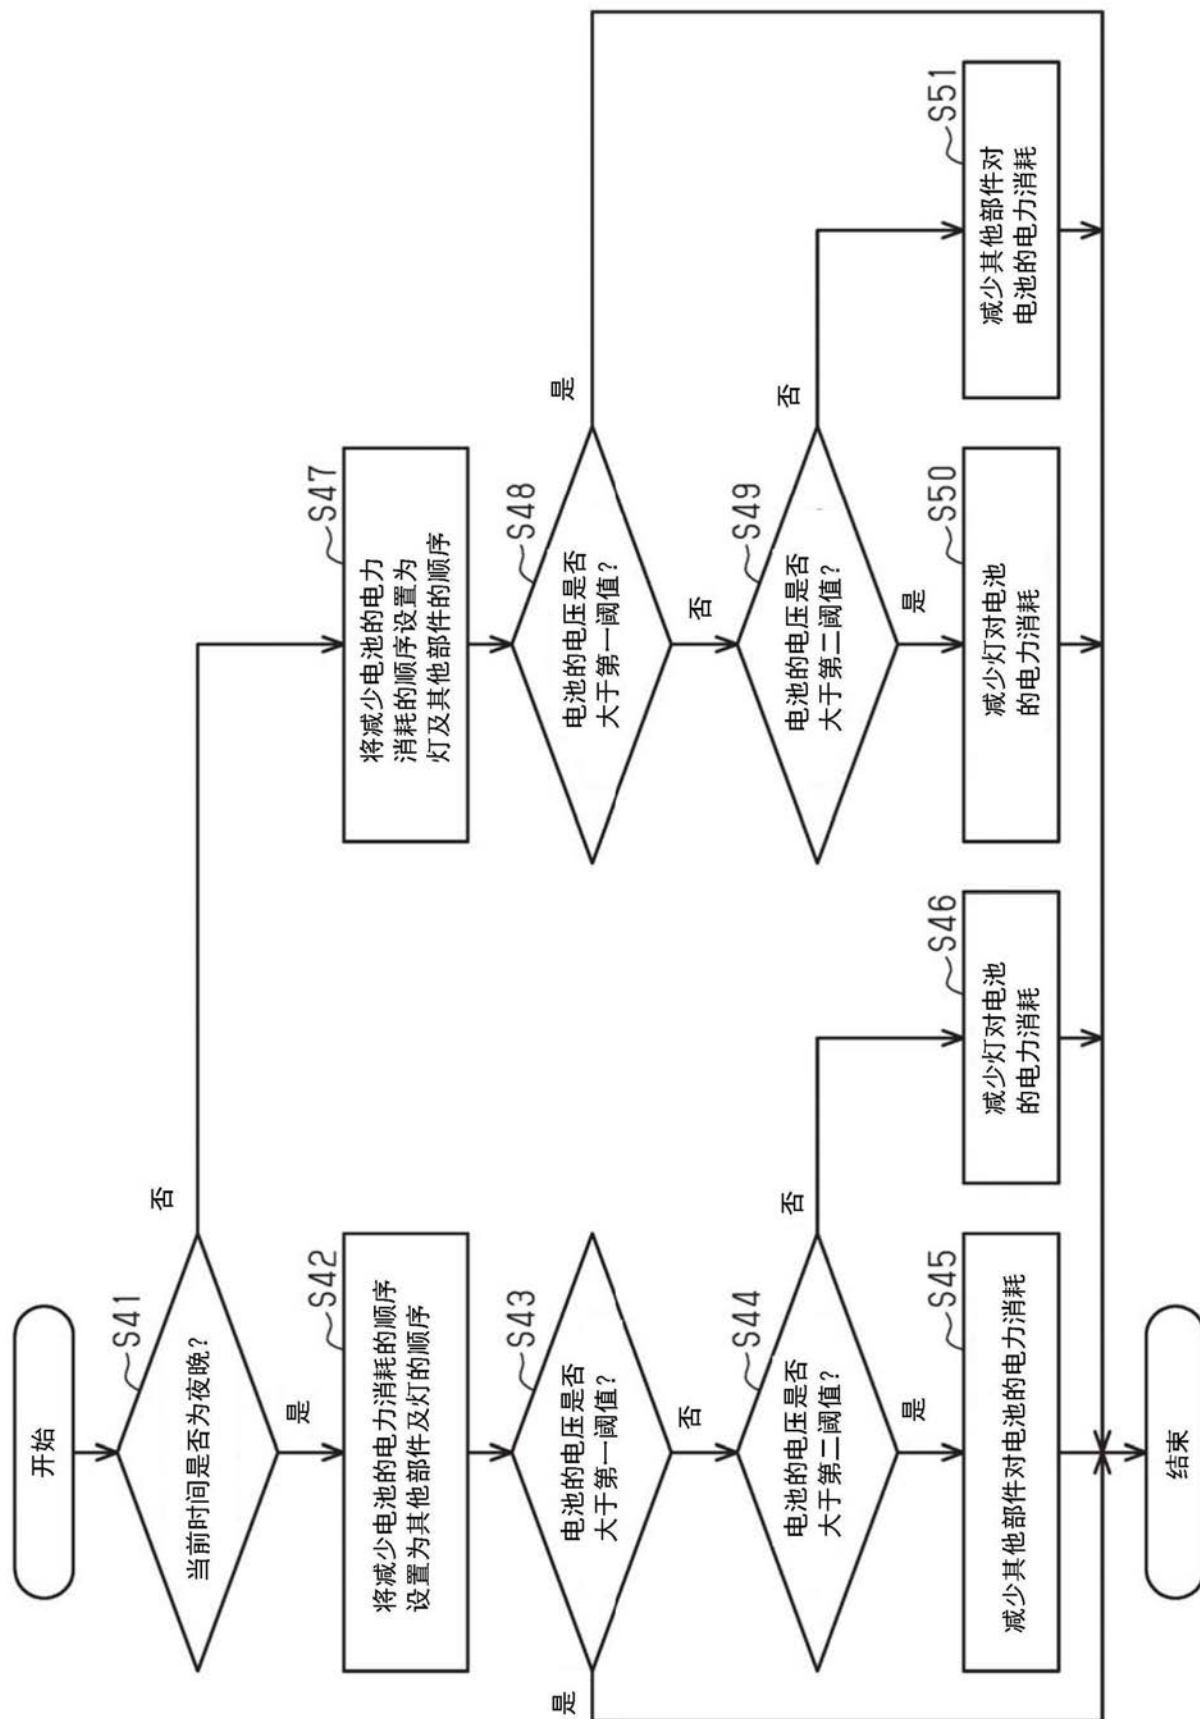 开始
S41
当前时间是否为夜晚？
是
否
S42
将减少电池的电力消耗的顺序
设置为其他部件及灯的顺序
S43
电池的电压是否
大于第一阈值？
是
否
S44
电池的电压是否
大于第二阈值？
是
否
S45
减少其他部件对电池的电力消耗
S46
减少灯对电池
的电力消耗
S47
将减少电池的电力
消耗的顺序设置为
灯及其他部件的顺序
S48
电池的电压是否
大于第一阈值？
是
否
S49
电池的电压是否
大于第二阈值？
是
否
S50
减少灯对电池
的电力消耗
S51
减少其他部件对
电池的电力消耗
结束